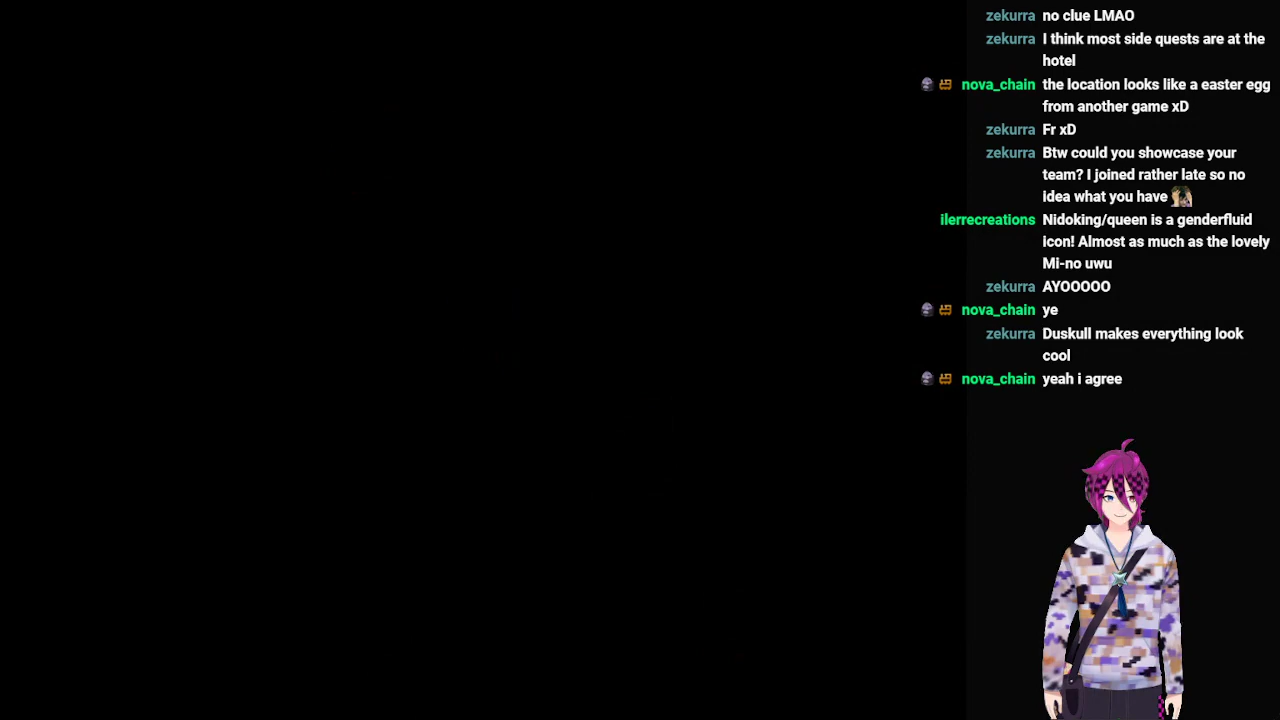 zekurra no clue LMAO
zekurra I think most side quests are at the
hotel
nova_chain the location looks like a easter egg
from another game xD
zekurra Fr xD
zekurra Btw could you showcase your
team? I joined rather late so no
idea what you have
ilerrecreations Nidoking/queen is a genderfluid
icon! Almost as much as the lovely
Mi-no uwu
zekurra AYOOOOO
nova_chain ye
zekurra Duskull makes everything look
cool
nova_chain yeah i agree